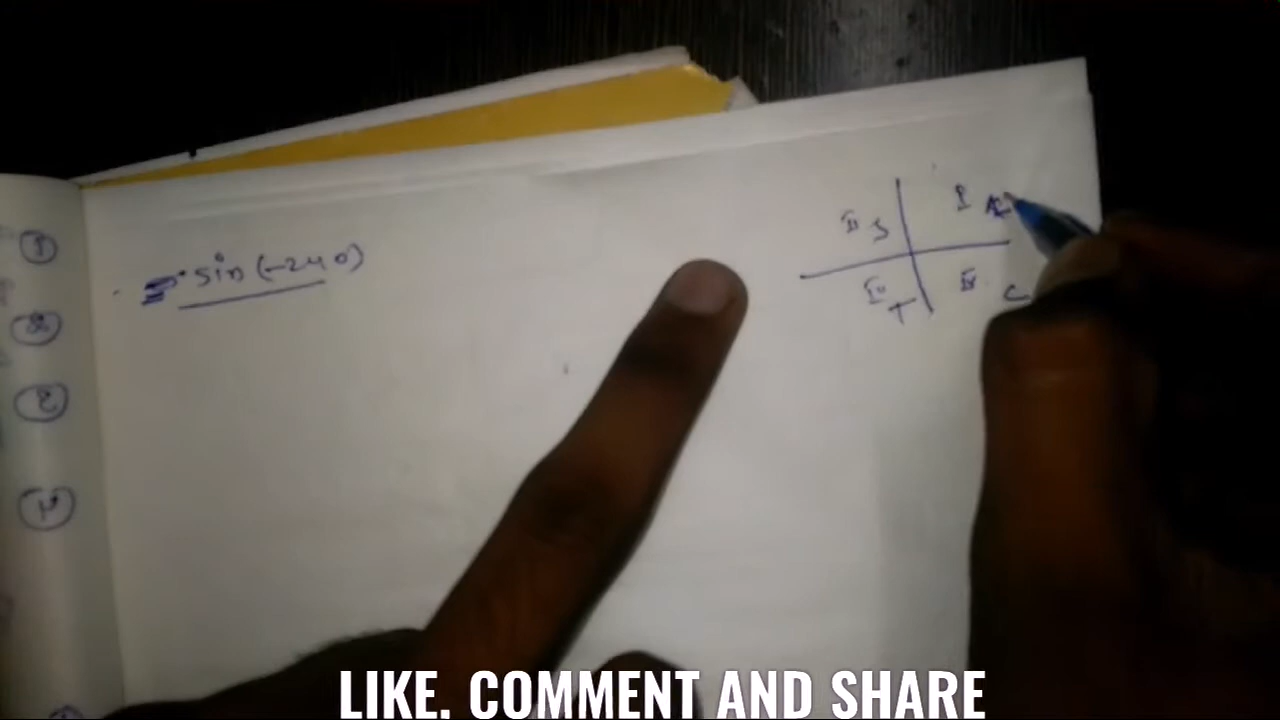 sin (-240)
II S
I A
III T
IV C
LIKE, COMMENT AND SHARE